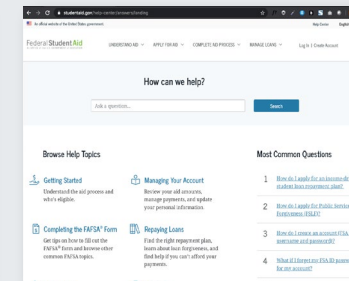 studentaid.gov/help-center/answers/landing
An official website of the United States government.
Help Center
Federal Student Aid
UNDERSTAND AID
APPLY FOR AID
COMPLETE AID PROCESS
MANAGE LOANS
Log In | Create Account
How can we help?
Ask a question...
Search
Browse Help Topics
Most Common Questions
Getting Started
Understand the aid process and
who's eligible.
Managing Your Account
Review your aid accounts,
manage payments, and update
your personal information.
Completing the FAFSA® Form
Get tips on how to fill out the
FAFSA® form and browse other
common FAFSA topics.
Repaying Loans
Find the right repayment plan,
learn about loan forgiveness, and
find help if you can't afford your
payments.
1 How do I apply for an income-dr
student loan repayment plan?
2 How do I apply for Public Service
Forgiveness (PSLF)?
3 How do I create an account (FSA
username and password)?
4 What if I forgot my FSA ID passw
for my account?